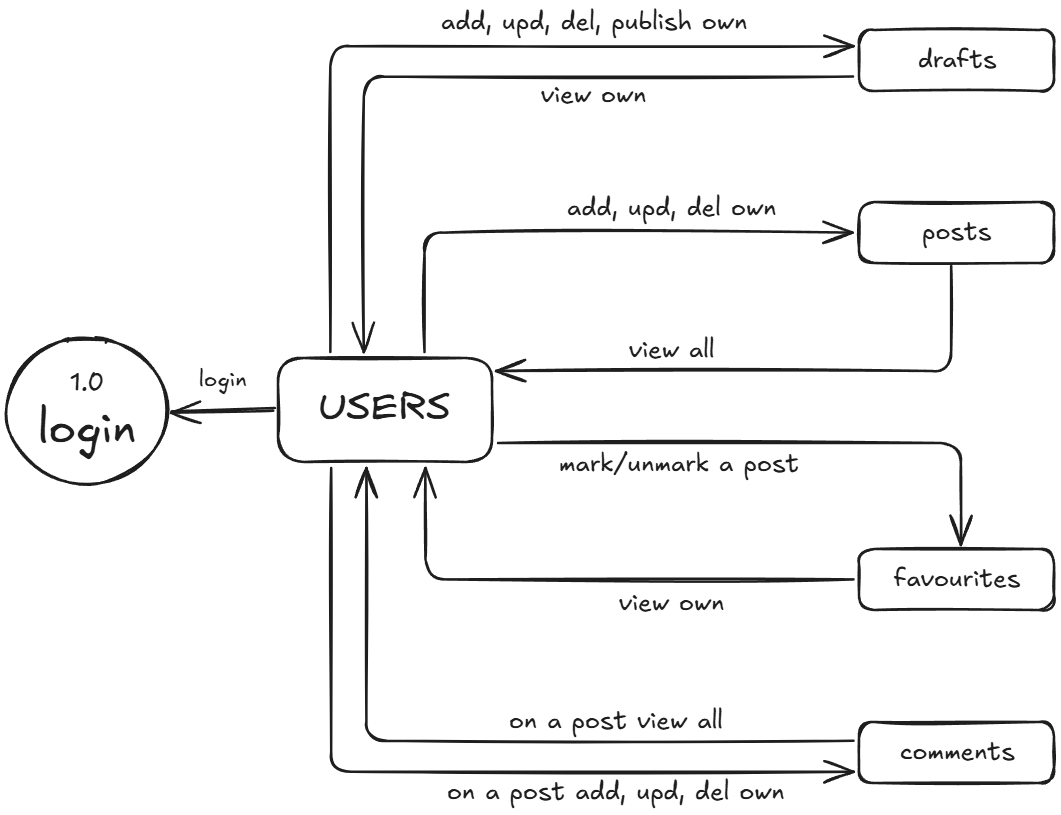 add, upd, del, publish own
drafts
view own
add, upd, del own
posts
view all
1.0
login
login
USERS
mark/unmark a post
favourites
view own
on a post view all
comments
on a post add, upd, del own